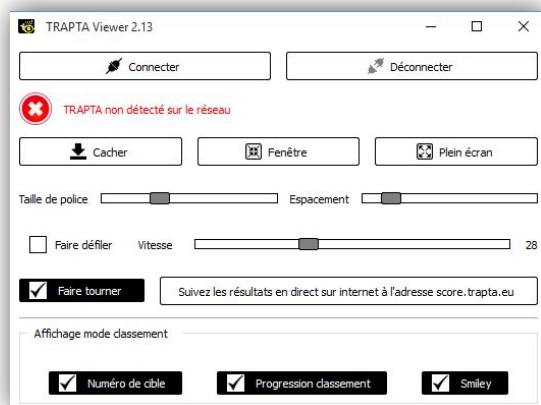 TRAPTA Viewer 2.13
Connecter
Déconnecter
TRAPTA non détecté sur le réseau
Cacher
Fenêtre
Plein écran
Taille de police
Espacement
Faire défiler
Vitesse
28
Faire tourner
Suivez les résultats en direct sur internet à l'adresse score.trapta.eu
Affichage mode classement
Numéro de cible
Progression classement
Smiley